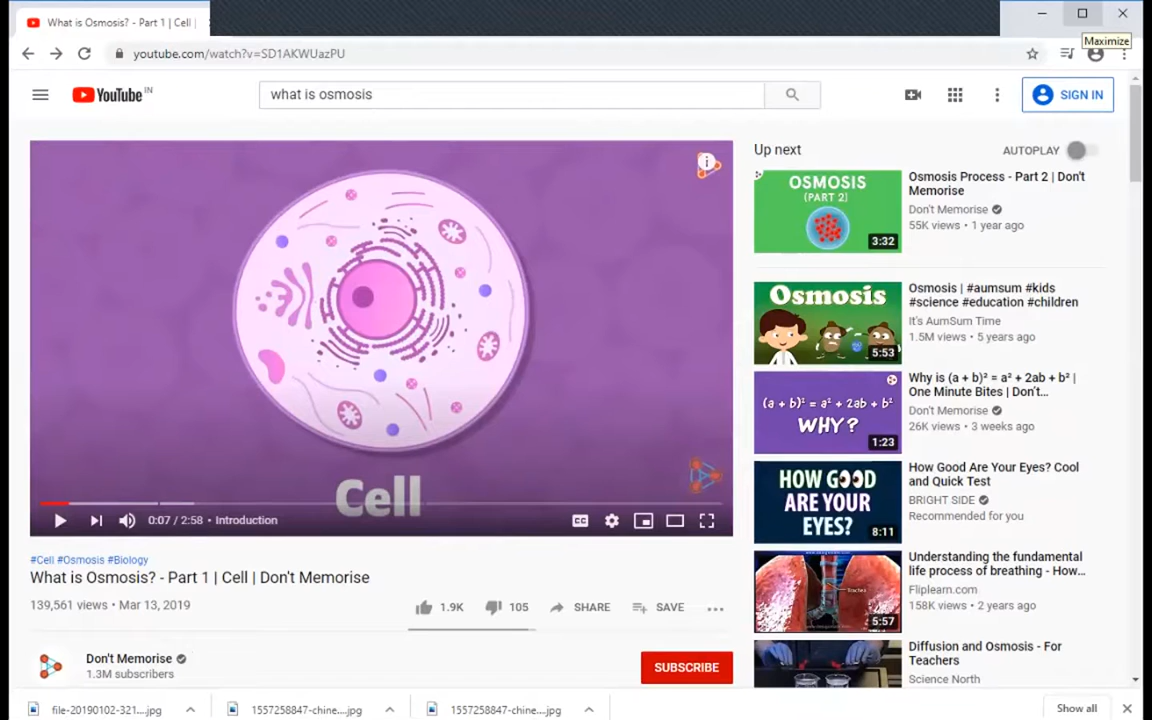 What is Osmosis? - Part 1 | Cell |
Maximize
youtube.com/watch?v=SD1AKWUazPU
YouTube IN
what is osmosis
SIGN IN
Cell
0:07 / 2:58 • Introduction
CC
#Cell #Osmosis #Biology
What is Osmosis? - Part 1 | Cell | Don't Memorise
139,561 views • Mar 13, 2019
1.9K
105
SHARE
SAVE
Don't Memorise
1.3M subscribers
SUBSCRIBE
Up next
AUTOPLAY
OSMOSIS
(PART 2)
3:32
Osmosis Process - Part 2 | Don't
Memorise
Don't Memorise
55K views • 1 year ago
Osmosis
5:53
Osmosis | #aumsum #kids
#science #education #children
It's AumSum Time
1.5M views • 5 years ago
(a + b)² = a² + 2ab + b²
WHY?
1:23
Why is (a + b)² = a² + 2ab + b² |
One Minute Bites | Don't...
Don't Memorise
26K views • 3 weeks ago
HOW GOOD
ARE YOUR
EYES?
8:11
How Good Are Your Eyes? Cool
and Quick Test
BRIGHT SIDE
Recommended for you
5:57
Understanding the fundamental
life process of breathing - How...
Fliplearn.com
158K views • 2 years ago
Diffusion and Osmosis - For
Teachers
Science North
file-20190102-321....jpg
1557258847-chine....jpg
1557258847-chine....jpg
Show all